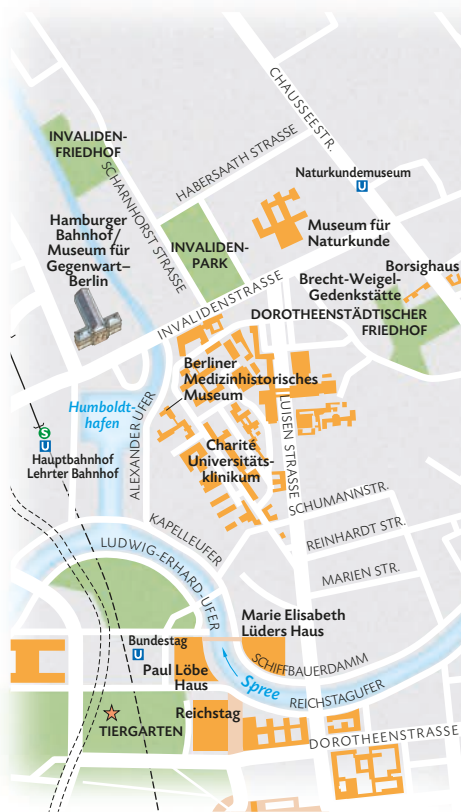 CHAUSSEESTR.
INVALIDEN-
FRIEDHOF
SCHARNHORST STRASSE
HABERSAATH STRASSE
Naturkundemuseum
U
Hamburger
Bahnhof/
Museum für
Gegenwart–
Berlin
INVALIDEN-
PARK
Museum für
Naturkunde
Borsighaus
Brecht-Weigel-
Gedenkstätte
DOROTHEENSTÄDTISCHER
FRIEDHOF
INVALIDENSTRASSE
Berliner
Medizinhistorisches
Museum
Humboldt-
hafen
ALEXANDERUFER
LUISEN STRASSE
S
U
Hauptbahnhof
Lehrter Bahnhof
Charité
Universitäts-
klinikum
SCHUMANNSTR.
KAPELLEUFER
REINHARDT STR.
LUDWIG-ERHARD-UFER
MARIEN STR.
Marie Elisabeth
Lüders Haus
Bundestag
U
SCHIFFBAUERDAMM
Paul Löbe
Haus
Spree
REICHSTAGUFER
Reichstag
TIERGARTEN
DOROTHEENSTRASSE